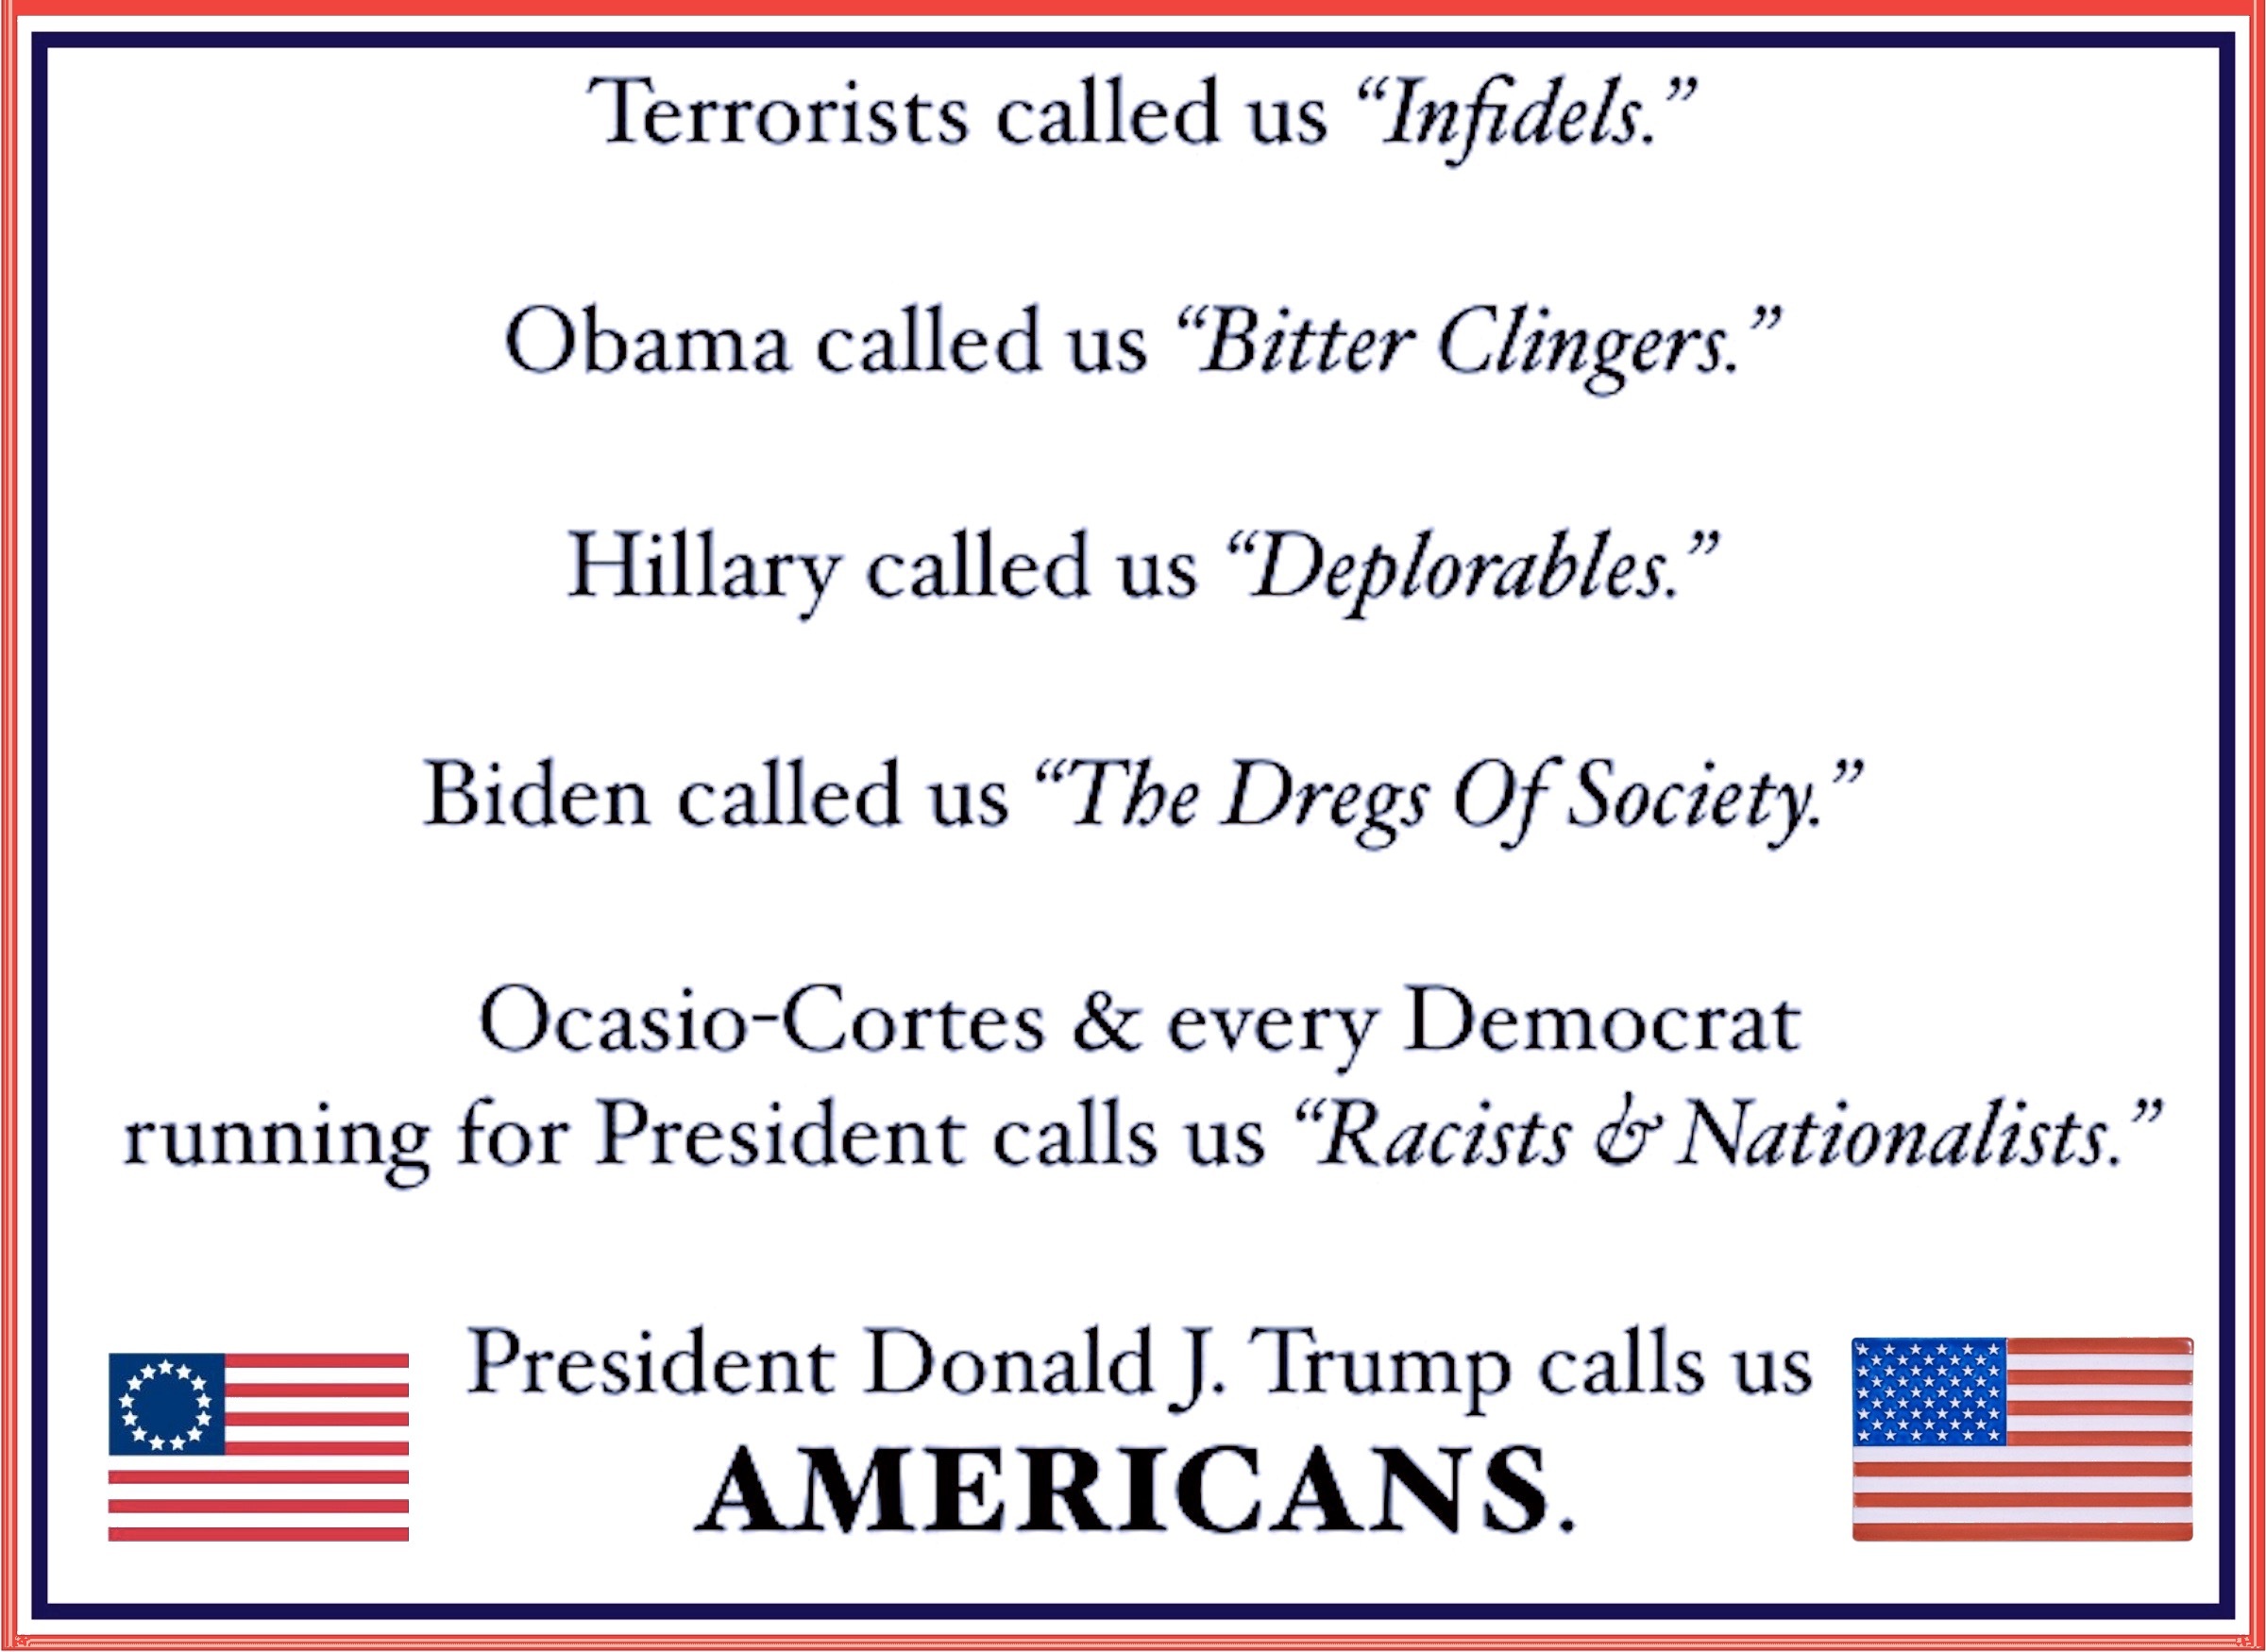 Terrorists called us “Infidels.”
Obama called us “Bitter Clingers.”
Hillary called us “Deplorables.”
Biden called us “The Dregs Of Society.”
Ocasio-Cortes & every Democrat
running for President calls us “Racists & Nationalists.”
President Donald J. Trump calls us
AMERICANS.